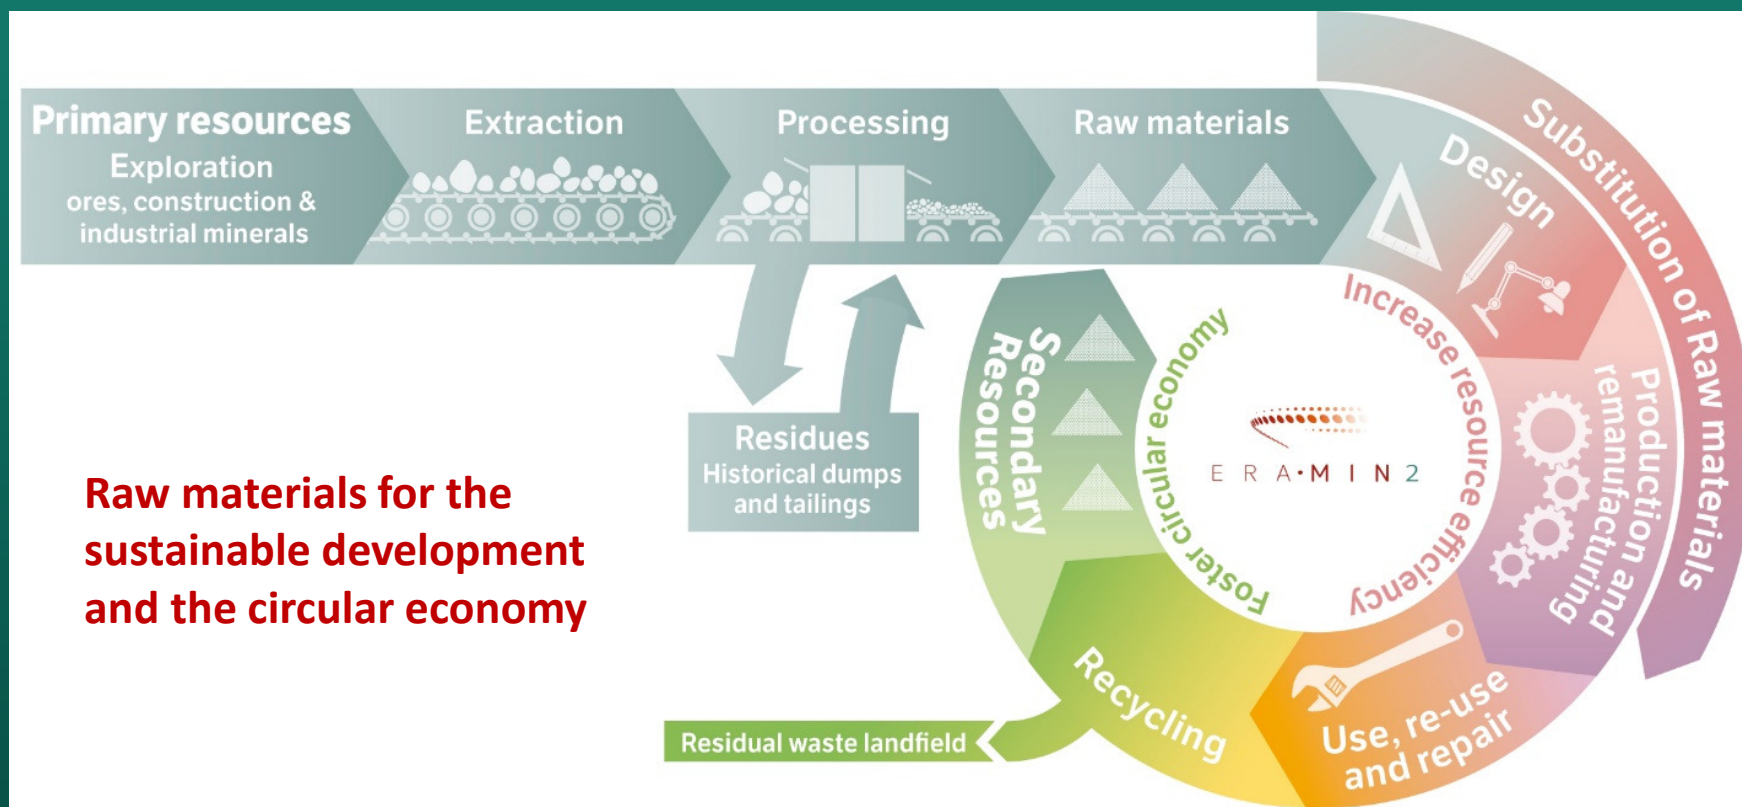 Primary resources
Exploration
ores, construction &
industrial minerals
Extraction
Processing
Raw materials
Design
Substitution of Raw materials
Production and
remanufacturing
Use, re-use
and repair
Recycling
Residual waste landfield
Secondary
Resources
Residues
Historical dumps
and tailings
Increase resource efficiency
Foster circular economy
ERA•MIN2
Raw materials for the
sustainable development
and the circular economy